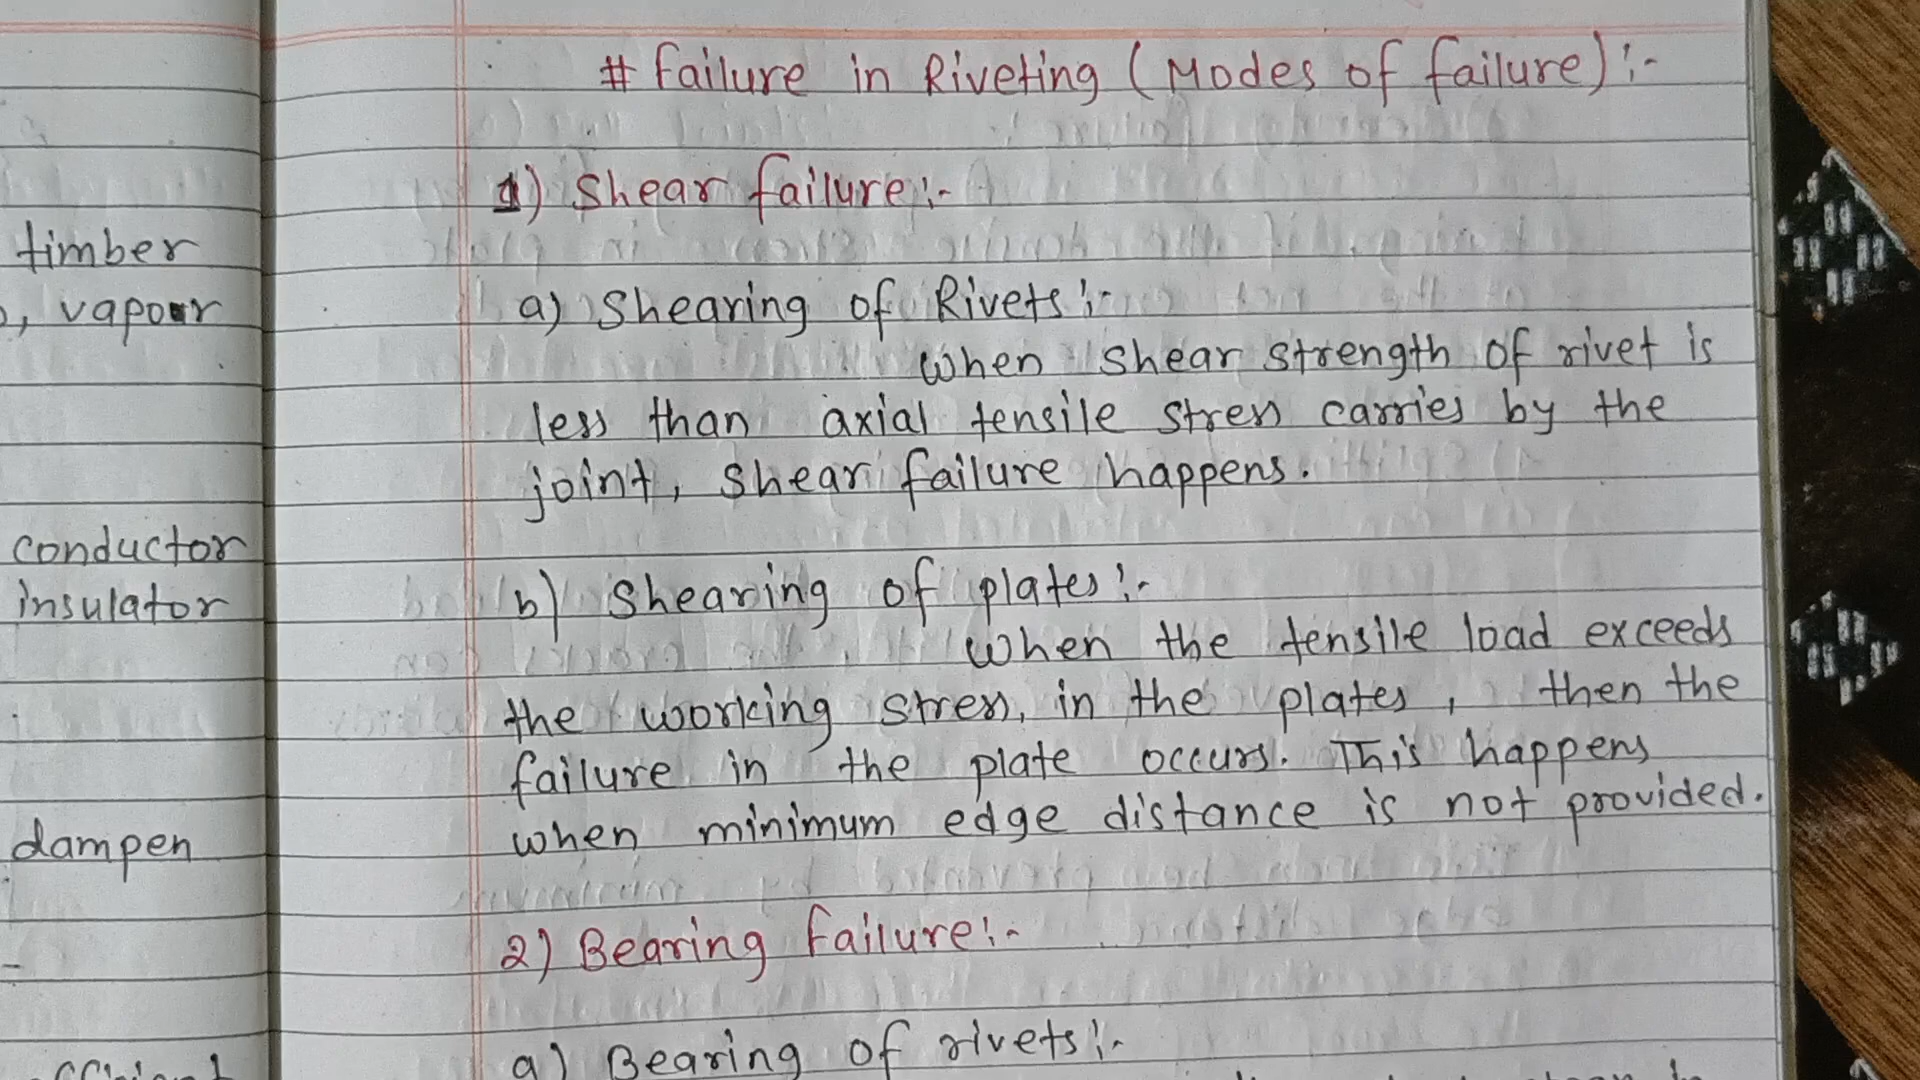 timber
, vapour
conductor
insulator
dampen
# Failure in Riveting (Modes of failure):-
1) Shear failure:-
a) Shearing of Rivets:-
When shear strength of rivet is
less than axial tensile stress carries by the
joint, shear failure happens.
b) Shearing of plates:-
When the tensile load exceeds
the working stress, in the plates, then the
failure in the plate occurs. This happens
when minimum edge distance is not provided.
2) Bearing Failure:-
a) Bearing of rivets:-